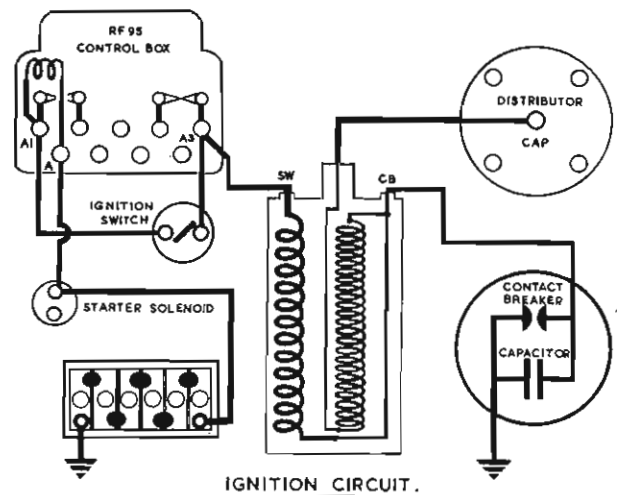 RF95
CONTROL BOX
A1
A
A3
IGNITION
SWITCH
STARTER SOLENOID
SW
CB
DISTRIBUTOR
CAP
CONTACT
BREAKER
CAPACITOR
IGNITION CIRCUIT.